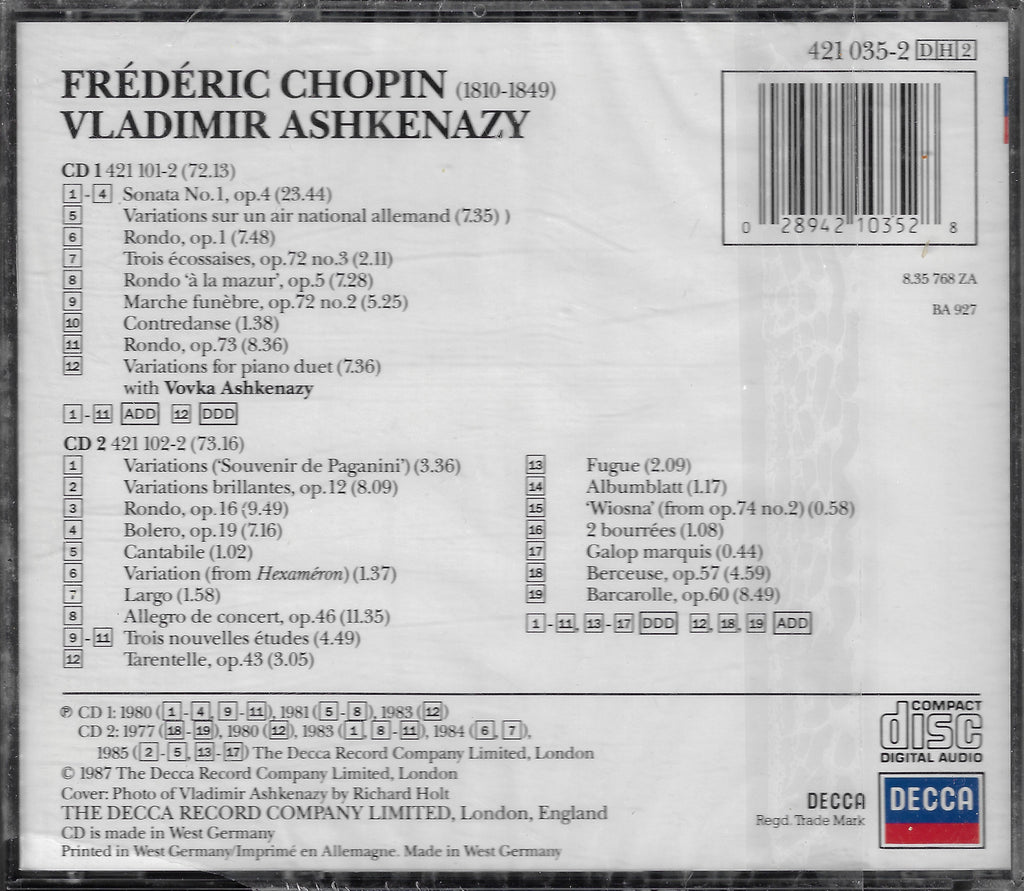 421 035-2 DH2
FRÉDÉRIC CHOPIN (1810-1849)
VLADIMIR ASHKENAZY
0 28942 10352 8
8.35 768 ZA
BA 927
CD 1 421 101-2 (72.13)
1 - 4 Sonata No.1, op.4 (23.44)
5 Variations sur un air national allemand (7.35) )
6 Rondo, op.1 (7.48)
7 Trois écossaises, op.72 no.3 (2.11)
8 Rondo ‘à la mazur’, op.5 (7.28)
9 Marche funèbre, op.72 no.2 (5.25)
10 Contredanse (1.38)
11 Rondo, op.73 (8.36)
12 Variations for piano duet (7.36)
with Vovka Ashkenazy
1 - 11 ADD 12 DDD
CD 2 421 102-2 (73.16)
1 Variations (‘Souvenir de Paganini’) (3.36)
2 Variations brillantes, op.12 (8.09)
3 Rondo, op.16 (9.49)
4 Bolero, op.19 (7.16)
5 Cantabile (1.02)
6 Variation (from Hexaméron) (1.37)
7 Largo (1.58)
8 Allegro de concert, op.46 (11.35)
9 - 11 Trois nouvelles études (4.49)
12 Tarentelle, op.43 (3.05)
13 Fugue (2.09)
14 Albumblatt (1.17)
15 ‘Wiosna’ (from op.74 no.2) (0.58)
16 2 bourrées (1.08)
17 Galop marquis (0.44)
18 Berceuse, op.57 (4.59)
19 Barcarolle, op.60 (8.49)
1 - 11, 13 - 17 DDD 12, 18, 19 ADD
℗ CD 1: 1980 (1 - 4, 9 - 11), 1981 (5 - 8), 1983 (12)
CD 2: 1977 (18 - 19), 1980 (12), 1983 (1, 8 - 11), 1984 (6, 7),
1985 (2 - 5, 13 - 17) The Decca Record Company Limited, London
© 1987 The Decca Record Company Limited, London
Cover: Photo of Vladimir Ashkenazy by Richard Holt
THE DECCA RECORD COMPANY LIMITED, London, England
CD is made in West Germany
Printed in West Germany/Imprimé en Allemagne. Made in West Germany
COMPACT
disc
DIGITAL AUDIO
DECCA
Regd. Trade Mark
DECCA